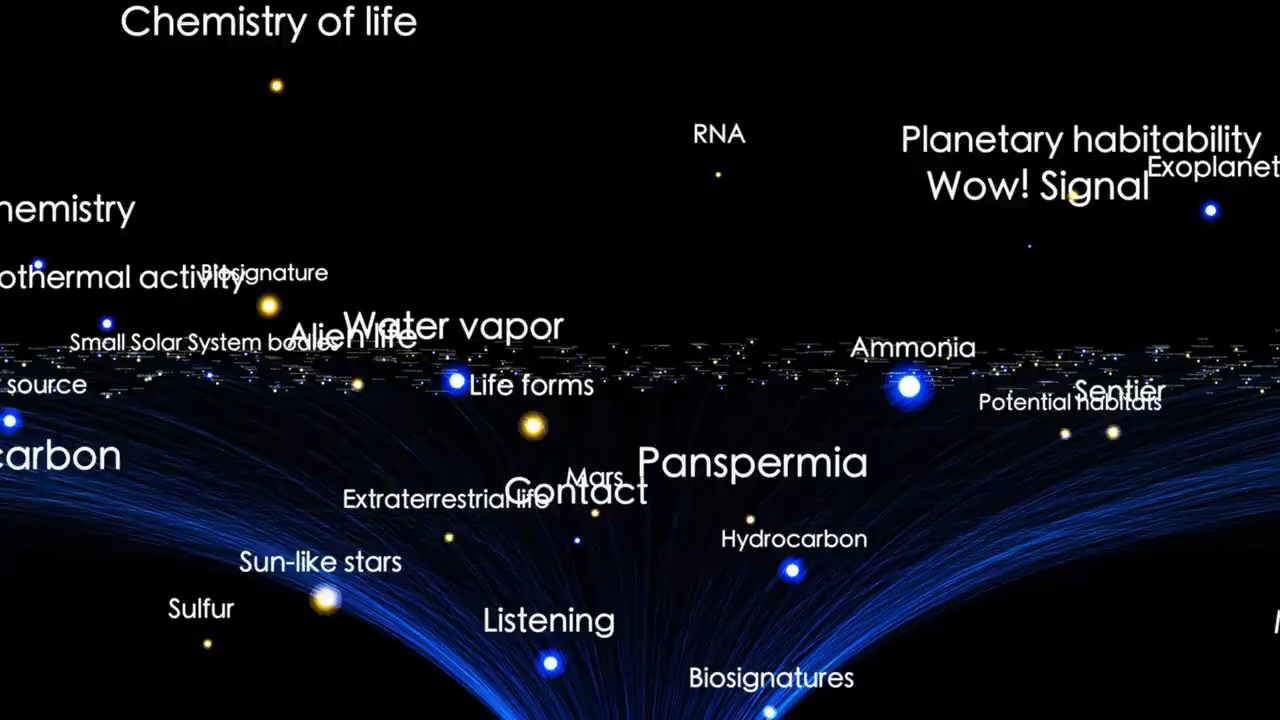 Chemistry of life
RNA
Planetary habitability
Exoplanet
Wow! Signal
hemistry
othermal activity
Biosignature
Water vapor
Alien life
Small Solar System bodies
Ammonia
source
Life forms
Sentier
Potential habitats
carbon
Panspermia
Mars
Contact
Extraterrestrial life
Hydrocarbon
Sun-like stars
Sulfur
Listening
Biosignatures